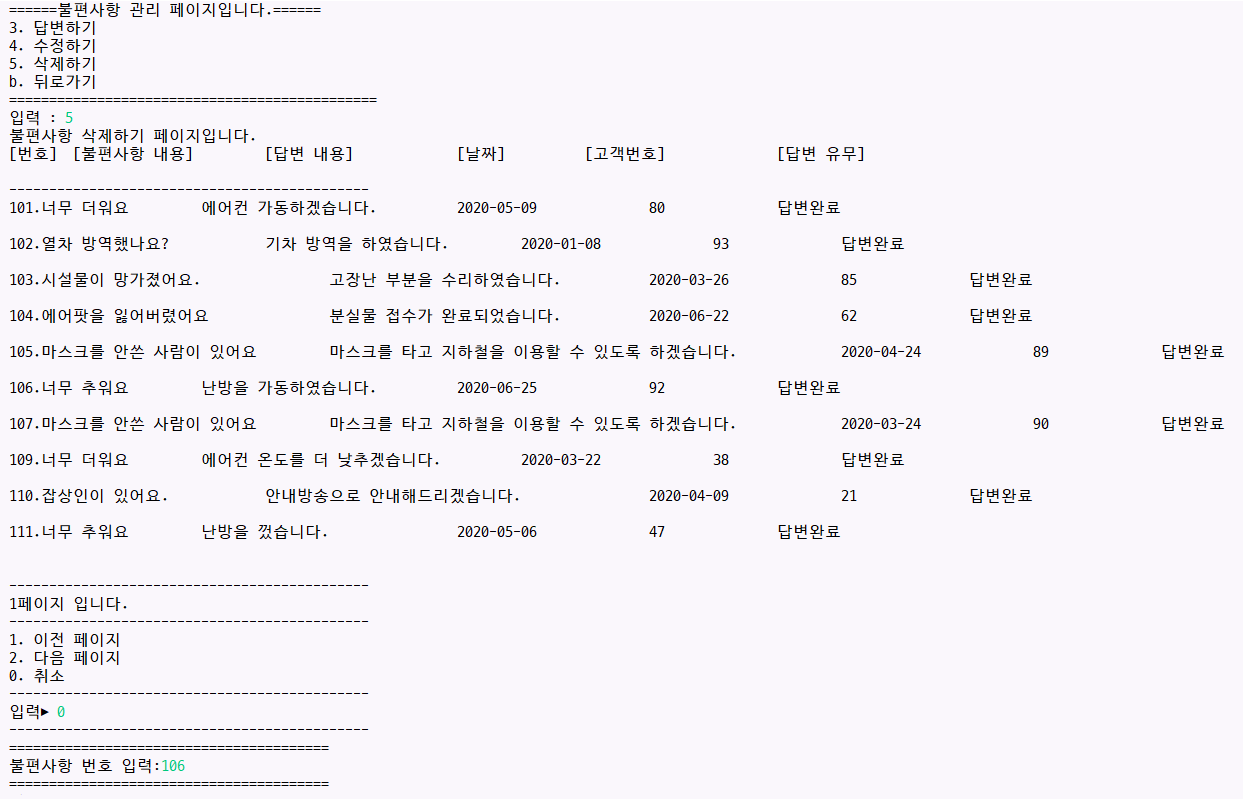 ======불편사항 관리 페이지입니다.======
3. 답변하기
4. 수정하기
5. 삭제하기
b. 뒤로가기
==============================================
입력 : 5
불편사항 삭제하기 페이지입니다.
[번호] [불편사항 내용] [답변 내용] [날짜] [고객번호] [답변 유무]
---------------------------------------------
101.너무 더워요 에어컨 가동하겠습니다. 2020-05-09 80 답변완료
102.열차 방역했나요? 기차 방역을 하였습니다. 2020-01-08 93 답변완료
103.시설물이 망가졌어요. 고장난 부분을 수리하였습니다. 2020-03-26 85 답변완료
104.에어팟을 잃어버렸어요 분실물 접수가 완료되었습니다. 2020-06-22 62 답변완료
105.마스크를 안쓴 사람이 있어요 마스크를 타고 지하철을 이용할 수 있도록 하겠습니다. 2020-04-24 89 답변완료
106.너무 추워요 난방을 가동하였습니다. 2020-06-25 92 답변완료
107.마스크를 안쓴 사람이 있어요 마스크를 타고 지하철을 이용할 수 있도록 하겠습니다. 2020-03-24 90 답변완료
109.너무 더워요 에어컨 온도를 더 낮추겠습니다. 2020-03-22 38 답변완료
110.잡상인이 있어요. 안내방송으로 안내해드리겠습니다. 2020-04-09 21 답변완료
111.너무 추워요 난방을 껐습니다. 2020-05-06 47 답변완료
---------------------------------------------
1페이지 입니다.
---------------------------------------------
1. 이전 페이지
2. 다음 페이지
0. 취소
---------------------------------------------
입력▶ 0
---------------------------------------------
========================================
불편사항 번호 입력:106
========================================